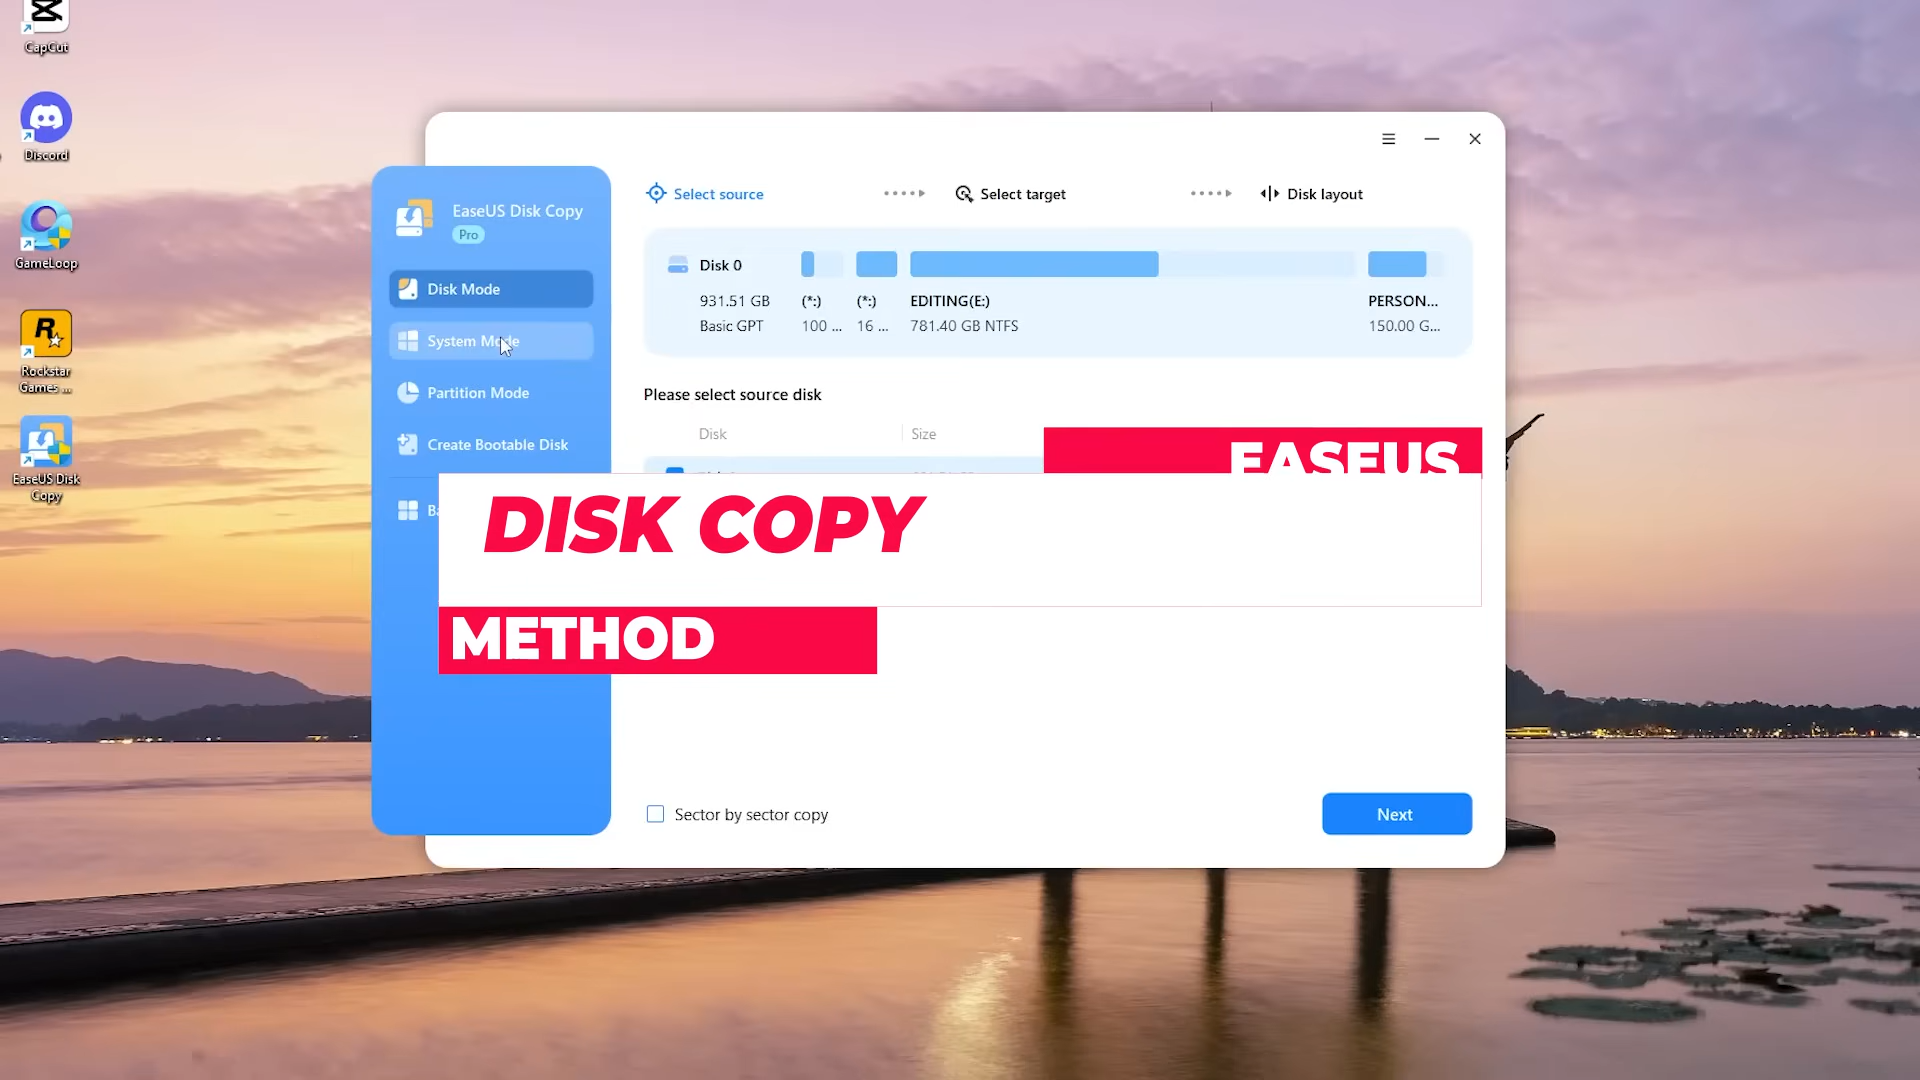 CapCut
Discord
GameLoop
Rockstar
Games ...
EaseUS Disk
Copy
EaseUS Disk Copy
Pro
Disk Mode
System Mode
Partition Mode
Create Bootable Disk
Select source
Select target
Disk layout
Disk 0
931.51 GB
Basic GPT
(*:)
100 ...
(*:)
16 ...
EDITING(E:)
781.40 GB NTFS
PERSON...
150.00 G...
Please select source disk
Disk
Size
EASEUS
DISK COPY
METHOD
Sector by sector copy
Next